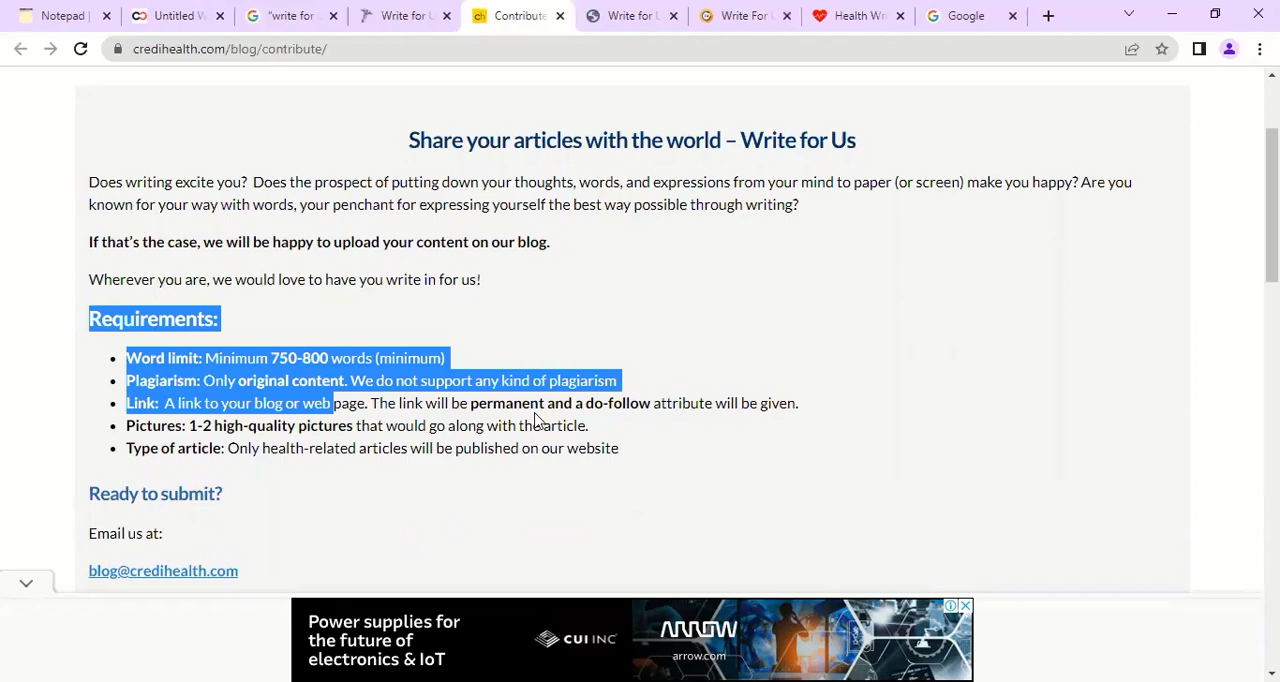 Notepad |
Untitled W
"write for u
Write for U
Contribute
Write for U
Write For U
Health Wr
Google
credihealth.com/blog/contribute/
Share your articles with the world – Write for Us
Does writing excite you?  Does the prospect of putting down your thoughts, words, and expressions from your mind to paper (or screen) make you happy? Are you
known for your way with words, your penchant for expressing yourself the best way possible through writing?
If that's the case, we will be happy to upload your content on our blog.
Wherever you are, we would love to have you write in for us!
Requirements:
• Word limit: Minimum 750-800 words (minimum)
• Plagiarism: Only original content. We do not support any kind of plagiarism
• Link:  A link to your blog or web page. The link will be permanent and a do-follow attribute will be given.
• Pictures: 1-2 high-quality pictures that would go along with the article.
• Type of article: Only health-related articles will be published on our website
Ready to submit?
Email us at:
blog@credihealth.com
Power supplies for
the future of
electronics & IoT
CUI INC
ARROW
arrow.com